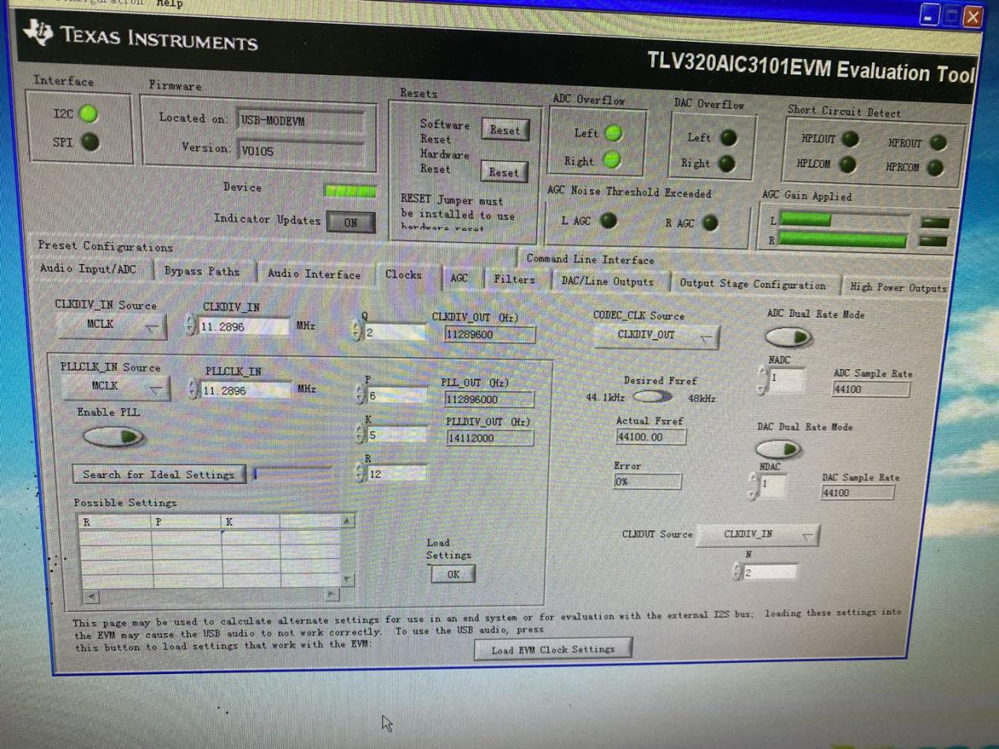 Help
TEXAS INSTRUMENTS
TLV320AIC3101EVM Evaluation Tool
Interface
I2C
SPI
Firmware
Located on: USB-MODEVM
Version: V0105
Device
Indicator Updates ON
Resets
Software Reset
Reset
Hardware Reset
Reset
RESET Jumper must
be installed to use
hardware reset
ADC Overflow
Left
Right
DAC Overflow
Left
Right
Short Circuit Detect
HPLOUT HPROUT
HPLCOM HPRCOM
AGC Noise Threshold Exceeded
L AGC R AGC
AGC Gain Applied
L
R
Preset Configurations
Command Line Interface
Audio Input/ADC Bypass Paths Audio Interface Clocks AGC Filters DAC/Line Outputs Output Stage Configuration High Power Outputs
CLKDIV_IN Source
MCLK
CLKDIV_IN
11.2896 MHz
Q
2
CLKDIV_OUT (Hz)
11289600
CODEC_CLK Source
CLKDIV_OUT
ADC Dual Rate Mode
PLLCLK_IN Source
MCLK
PLLCLK_IN
11.2896 MHz
P
6
PLL_OUT (Hz)
112896000
Enable PLL
K
5
PLLDIV_OUT (Hz)
14112000
R
12
Search for Ideal Settings
Possible Settings
R P K
Load
Settings
OK
Desired Fsref
44.1kHz 48kHz
Actual Fsref
44100.00
Error
0%
NADC
1
ADC Sample Rate
44100
DAC Dual Rate Mode
NDAC
1
DAC Sample Rate
44100
CLKOUT Source CLKDIV_IN
N
2
This page may be used to calculate alternate settings for use in an end system or for evaluation with the external I2S bus; loading these settings into
the EVM may cause the USB audio to not work correctly. To use the USB audio, press
this button to load settings that work with the EVM:
Load EVM Clock Settings